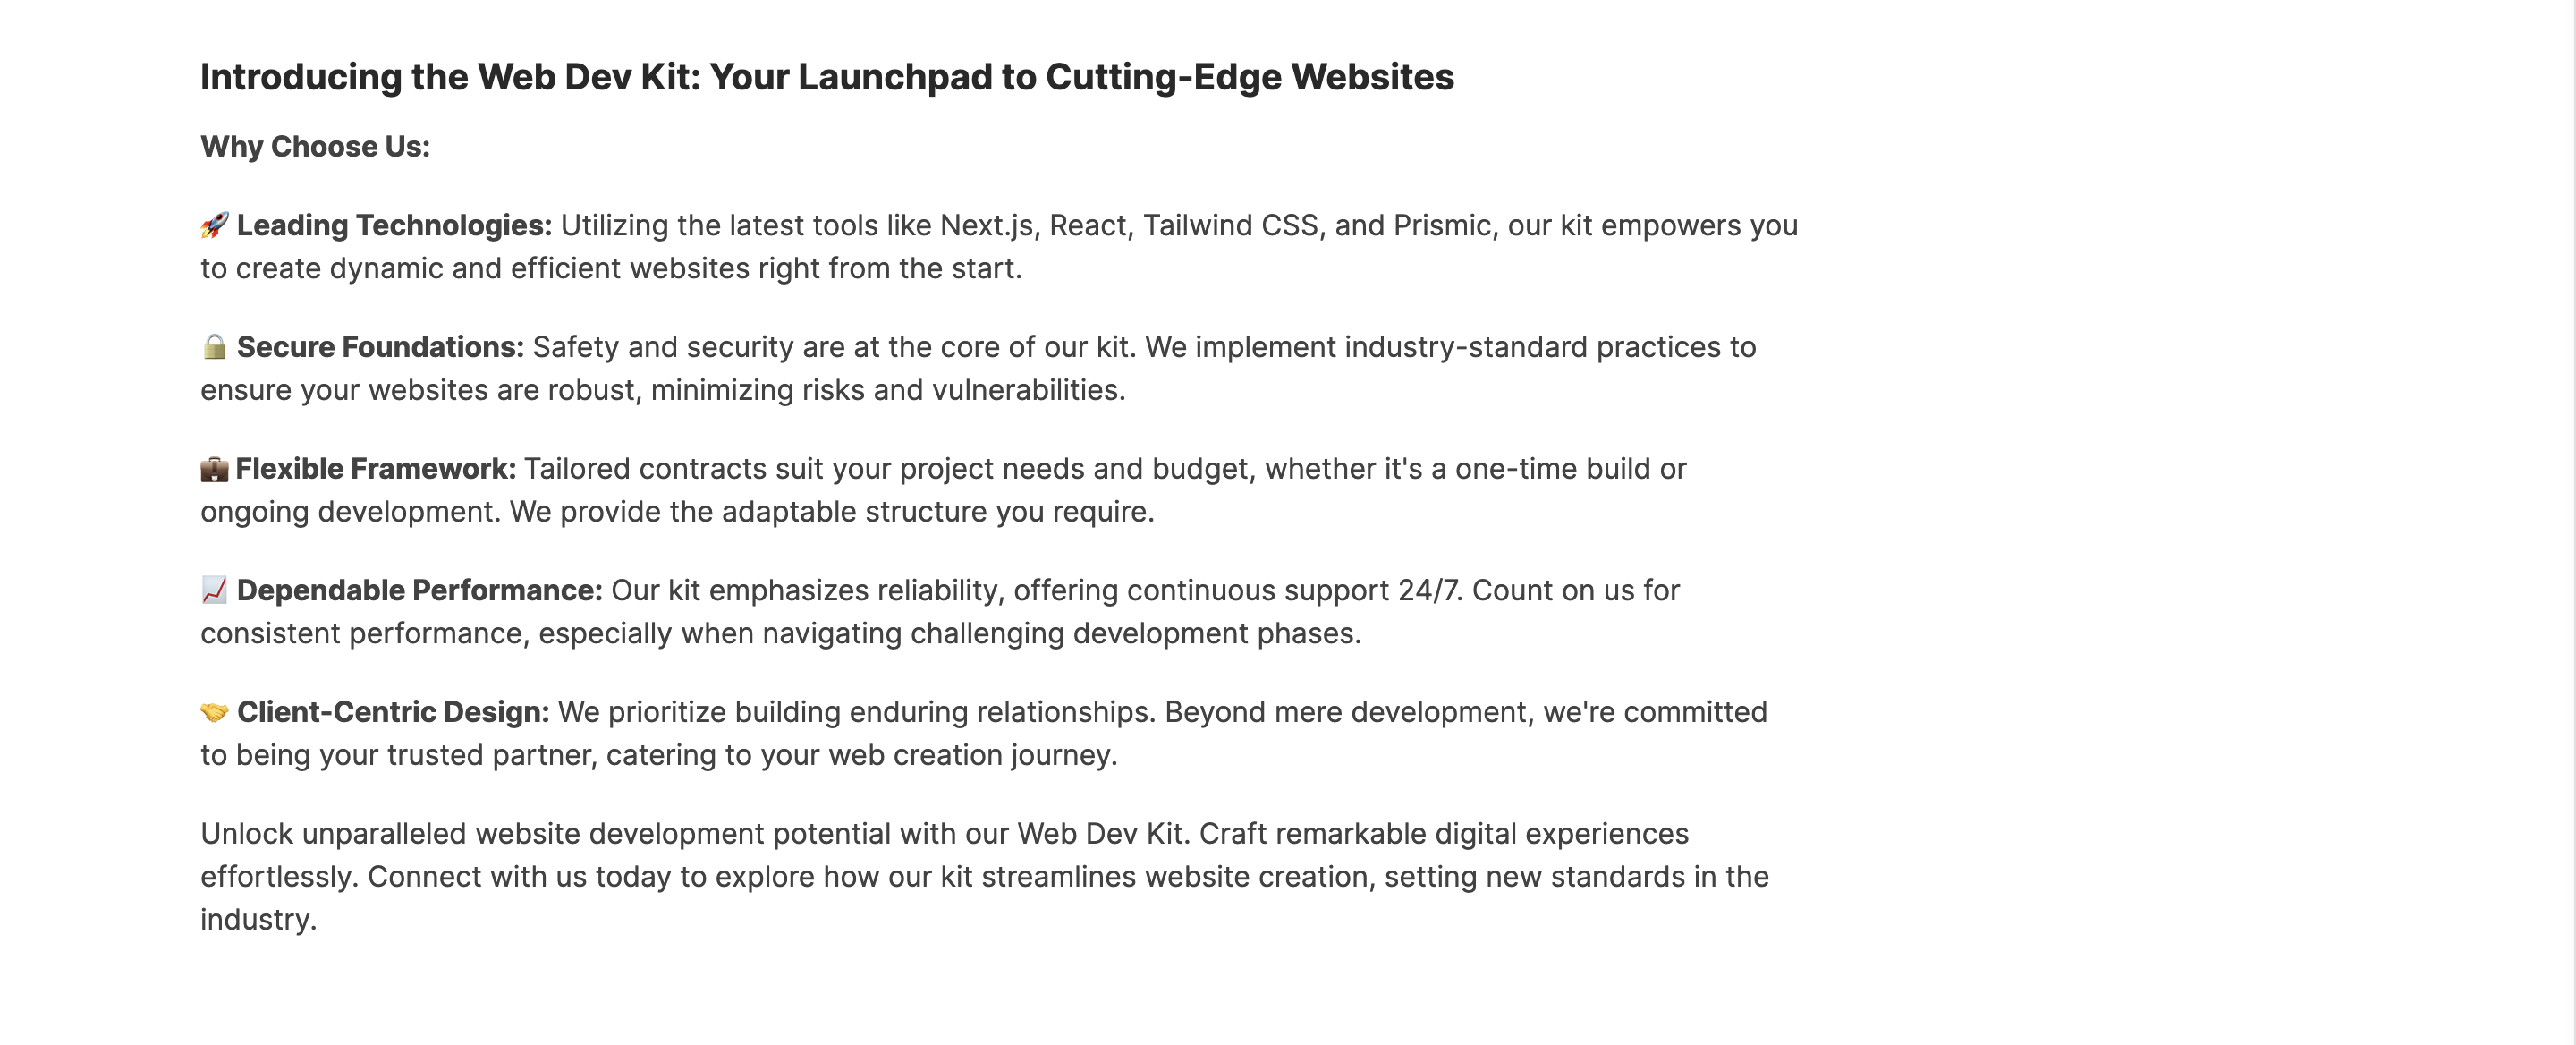 Introducing the Web Dev Kit: Your Launchpad to Cutting-Edge Websites
Why Choose Us:
🚀 Leading Technologies: Utilizing the latest tools like Next.js, React, Tailwind CSS, and Prismic, our kit empowers you
to create dynamic and efficient websites right from the start.
🔒 Secure Foundations: Safety and security are at the core of our kit. We implement industry-standard practices to
ensure your websites are robust, minimizing risks and vulnerabilities.
💼 Flexible Framework: Tailored contracts suit your project needs and budget, whether it's a one-time build or
ongoing development. We provide the adaptable structure you require.
📈 Dependable Performance: Our kit emphasizes reliability, offering continuous support 24/7. Count on us for
consistent performance, especially when navigating challenging development phases.
🤝 Client-Centric Design: We prioritize building enduring relationships. Beyond mere development, we're committed
to being your trusted partner, catering to your web creation journey.
Unlock unparalleled website development potential with our Web Dev Kit. Craft remarkable digital experiences
effortlessly. Connect with us today to explore how our kit streamlines website creation, setting new standards in the
industry.